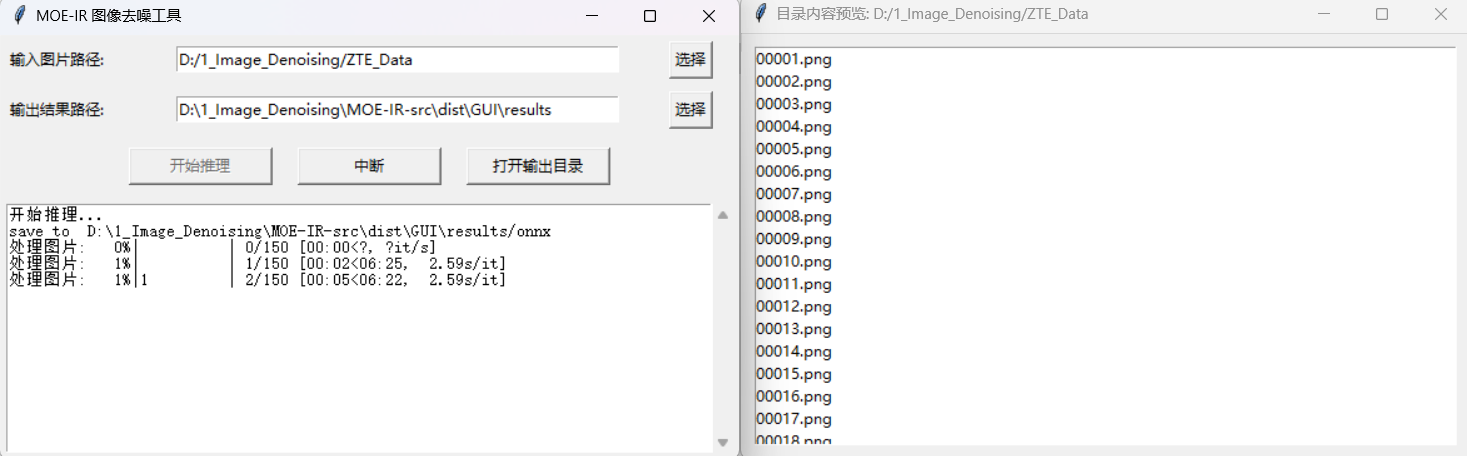 MOE-IR 图像去噪工具
输入图片路径:
D:/1_Image_Denoising/ZTE_Data
选择
输出结果路径:
D:\1_Image_Denoising\MOE-IR-src\dist\GUI\results
选择
开始推理
中断
打开输出目录
开始推理...
save to  D:\1_Image_Denoising\MOE-IR-src\dist\GUI\results/onnx
处理图片:   0%|          | 0/150 [00:00<?, ?it/s]
处理图片:   1%|          | 1/150 [00:02<06:25,  2.59s/it]
处理图片:   1%|1         | 2/150 [00:05<06:22,  2.59s/it]
目录内容预览: D:/1_Image_Denoising/ZTE_Data
00001.png
00002.png
00003.png
00004.png
00005.png
00006.png
00007.png
00008.png
00009.png
00010.png
00011.png
00012.png
00013.png
00014.png
00015.png
00016.png
00017.png
00018.png